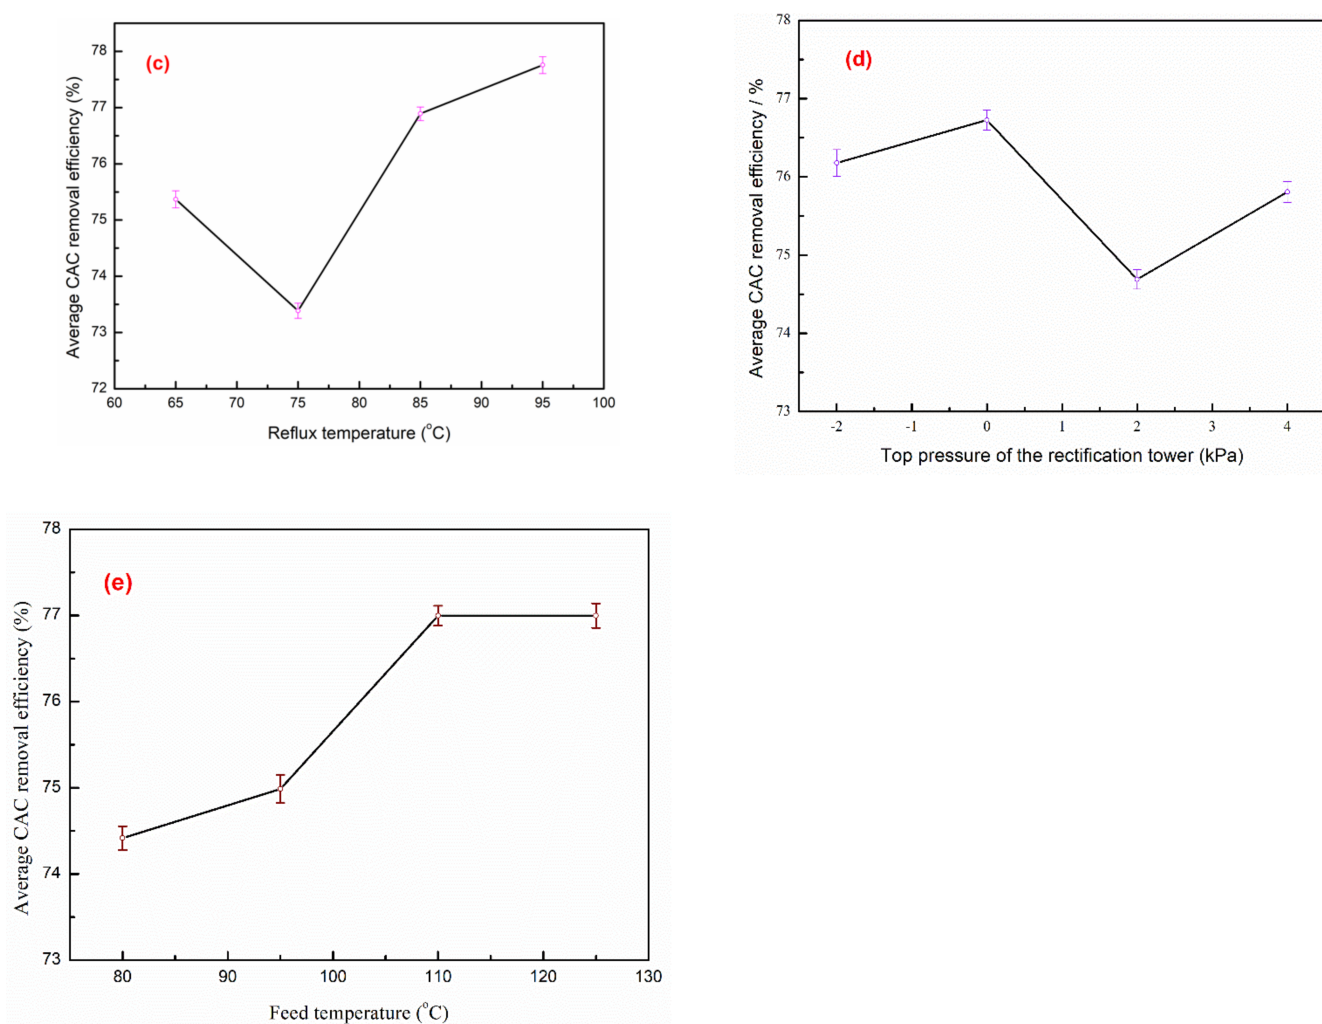 (c)
Average CAC removal efficiency (%)
78
77
76
75
74
73
72
60 65 70 75 80 85 90 95 100
Reflux temperature (°C)
(d)
Average CAC removal efficiency / %
78
77
76
75
74
73
-2 -1 0 1 2 3 4
Top pressure of the rectification tower (kPa)
(e)
Average CAC removal efficiency (%)
78
77
76
75
74
73
80 90 100 110 120 130
Feed temperature (°C)